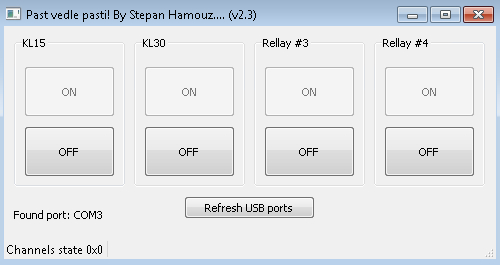 Past vedle pasti! By Stepan Hamouz.... (v2.3)
KL15 KL30 Rellay #3 Rellay #4
ON ON ON ON
OFF OFF OFF OFF
Refresh USB ports
Found port: COM3
Channels state 0x0